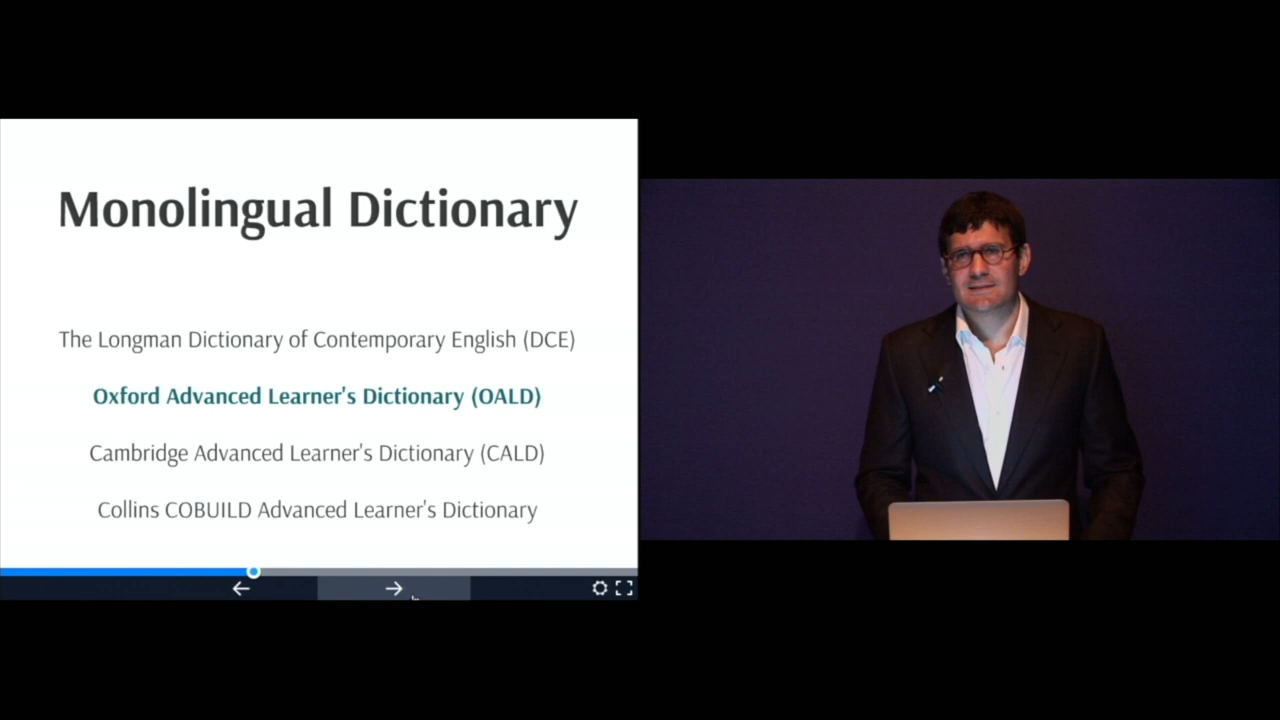 Monolingual Dictionary
The Longman Dictionary of Contemporary English (DCE)
Oxford Advanced Learner's Dictionary (OALD)
Cambridge Advanced Learner's Dictionary (CALD)
Collins COBUILD Advanced Learner's Dictionary